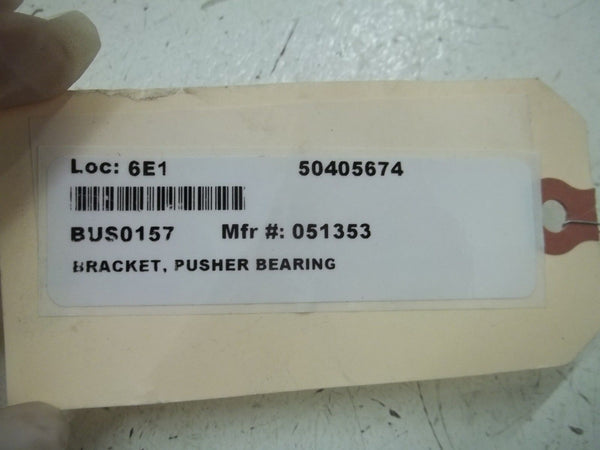 Loc: 6E1 50405674
BUS0157 Mfr #: 051353
BRACKET, PUSHER BEARING